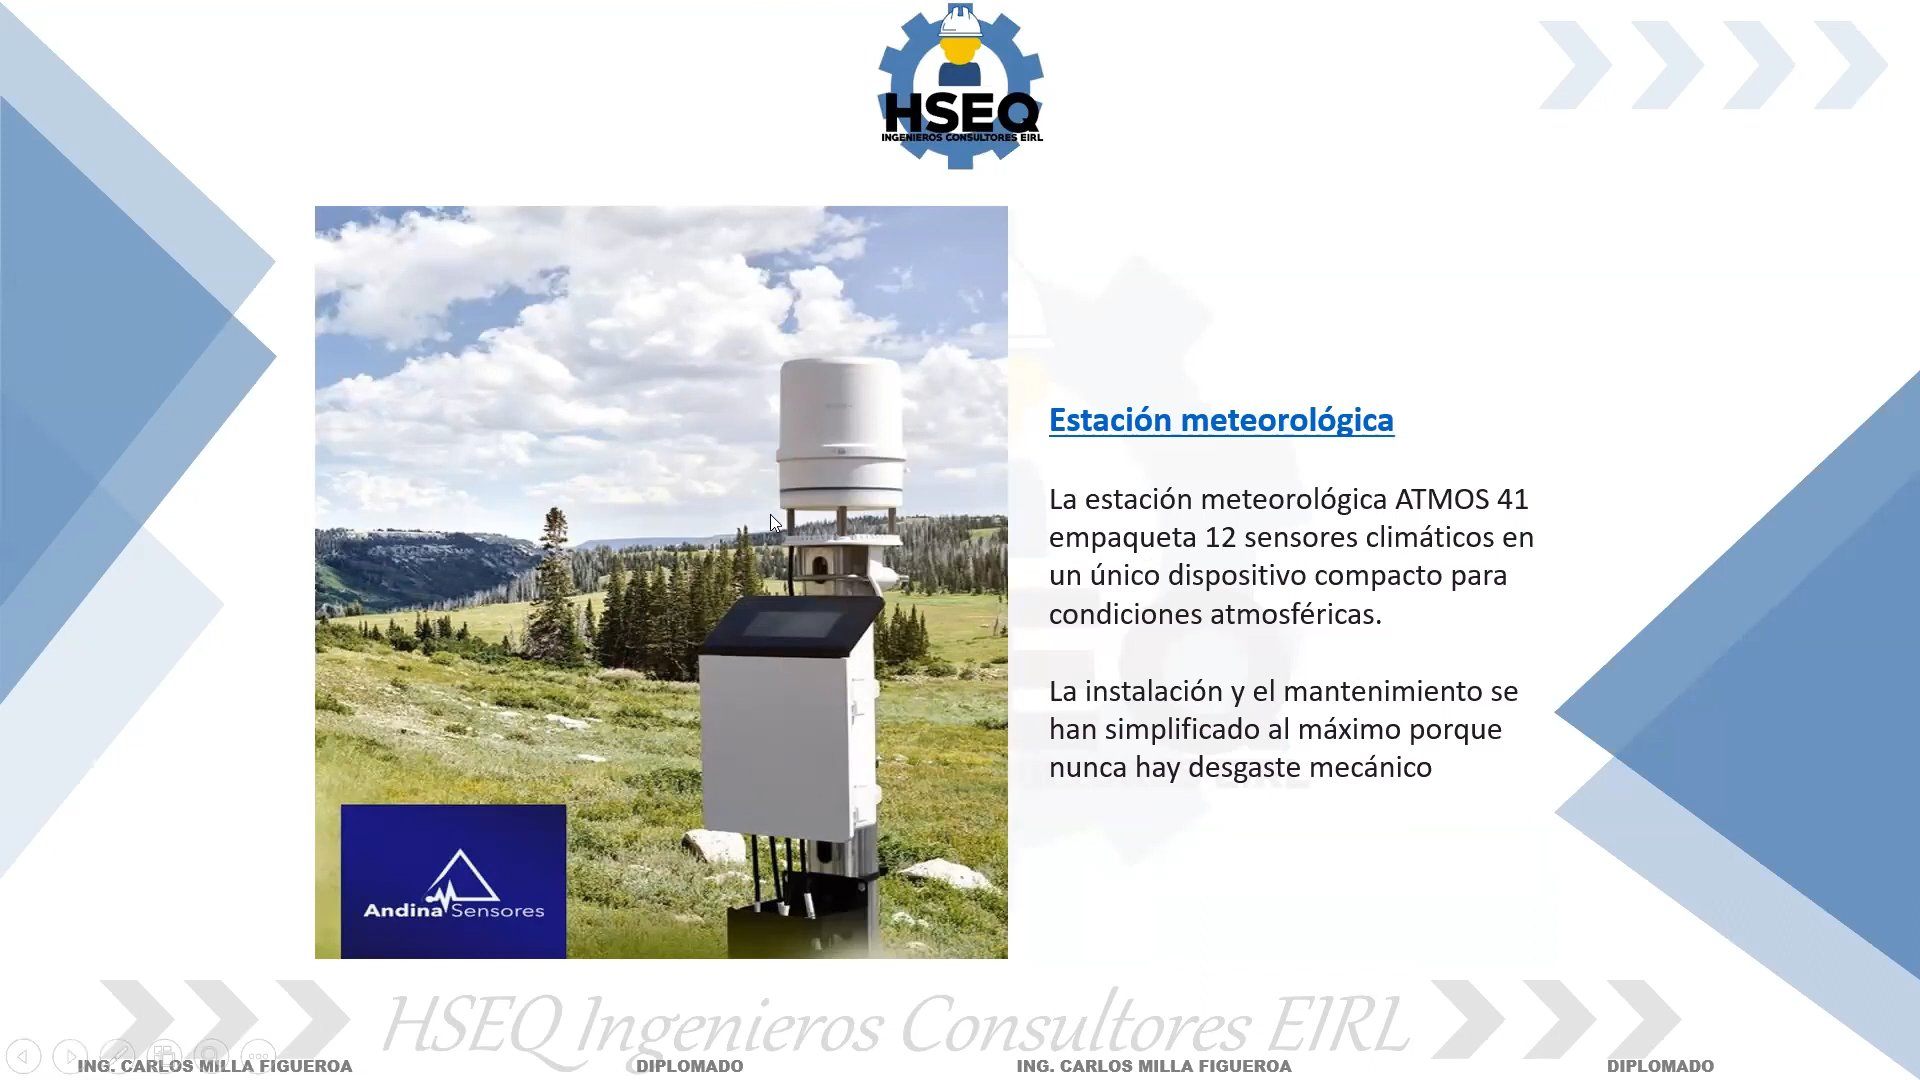 HSEQ
INGENIEROS CONSULTORES EIRL
Estación meteorológica
La estación meteorológica ATMOS 41
empaqueta 12 sensores climáticos en
un único dispositivo compacto para
condiciones atmosféricas.
La instalación y el mantenimiento se
han simplificado al máximo porque
nunca hay desgaste mecánico
Andina Sensores
HSEQ Ingenieros Consultores EIRL
ING. CARLOS MILLA FIGUEROA DIPLOMADO ING. CARLOS MILLA FIGUEROA DIPLOMADO